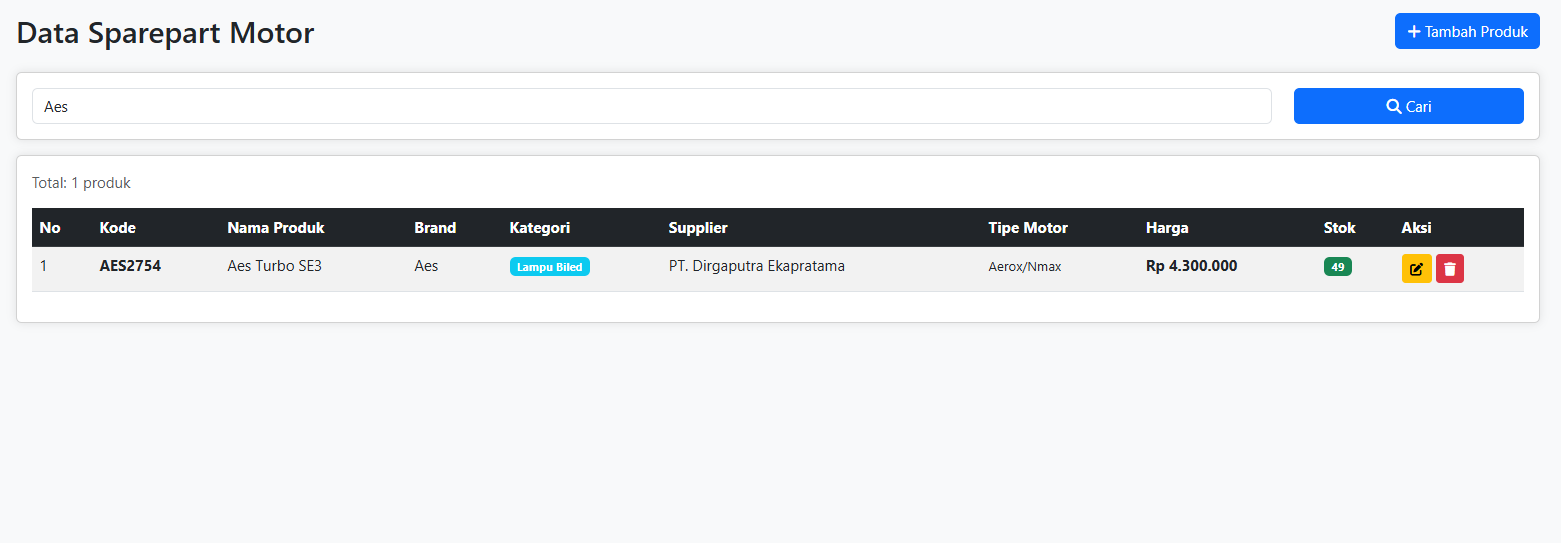 Data Sparepart Motor
Tambah Produk
Aes
Cari
Total: 1 produk
No Kode Nama Produk Brand Kategori Supplier Tipe Motor Harga Stok Aksi
1 AES2754 Aes Turbo SE3 Aes Lampu Biled PT. Dirgaputra Ekapratama Aerox/Nmax Rp 4.300.000 49